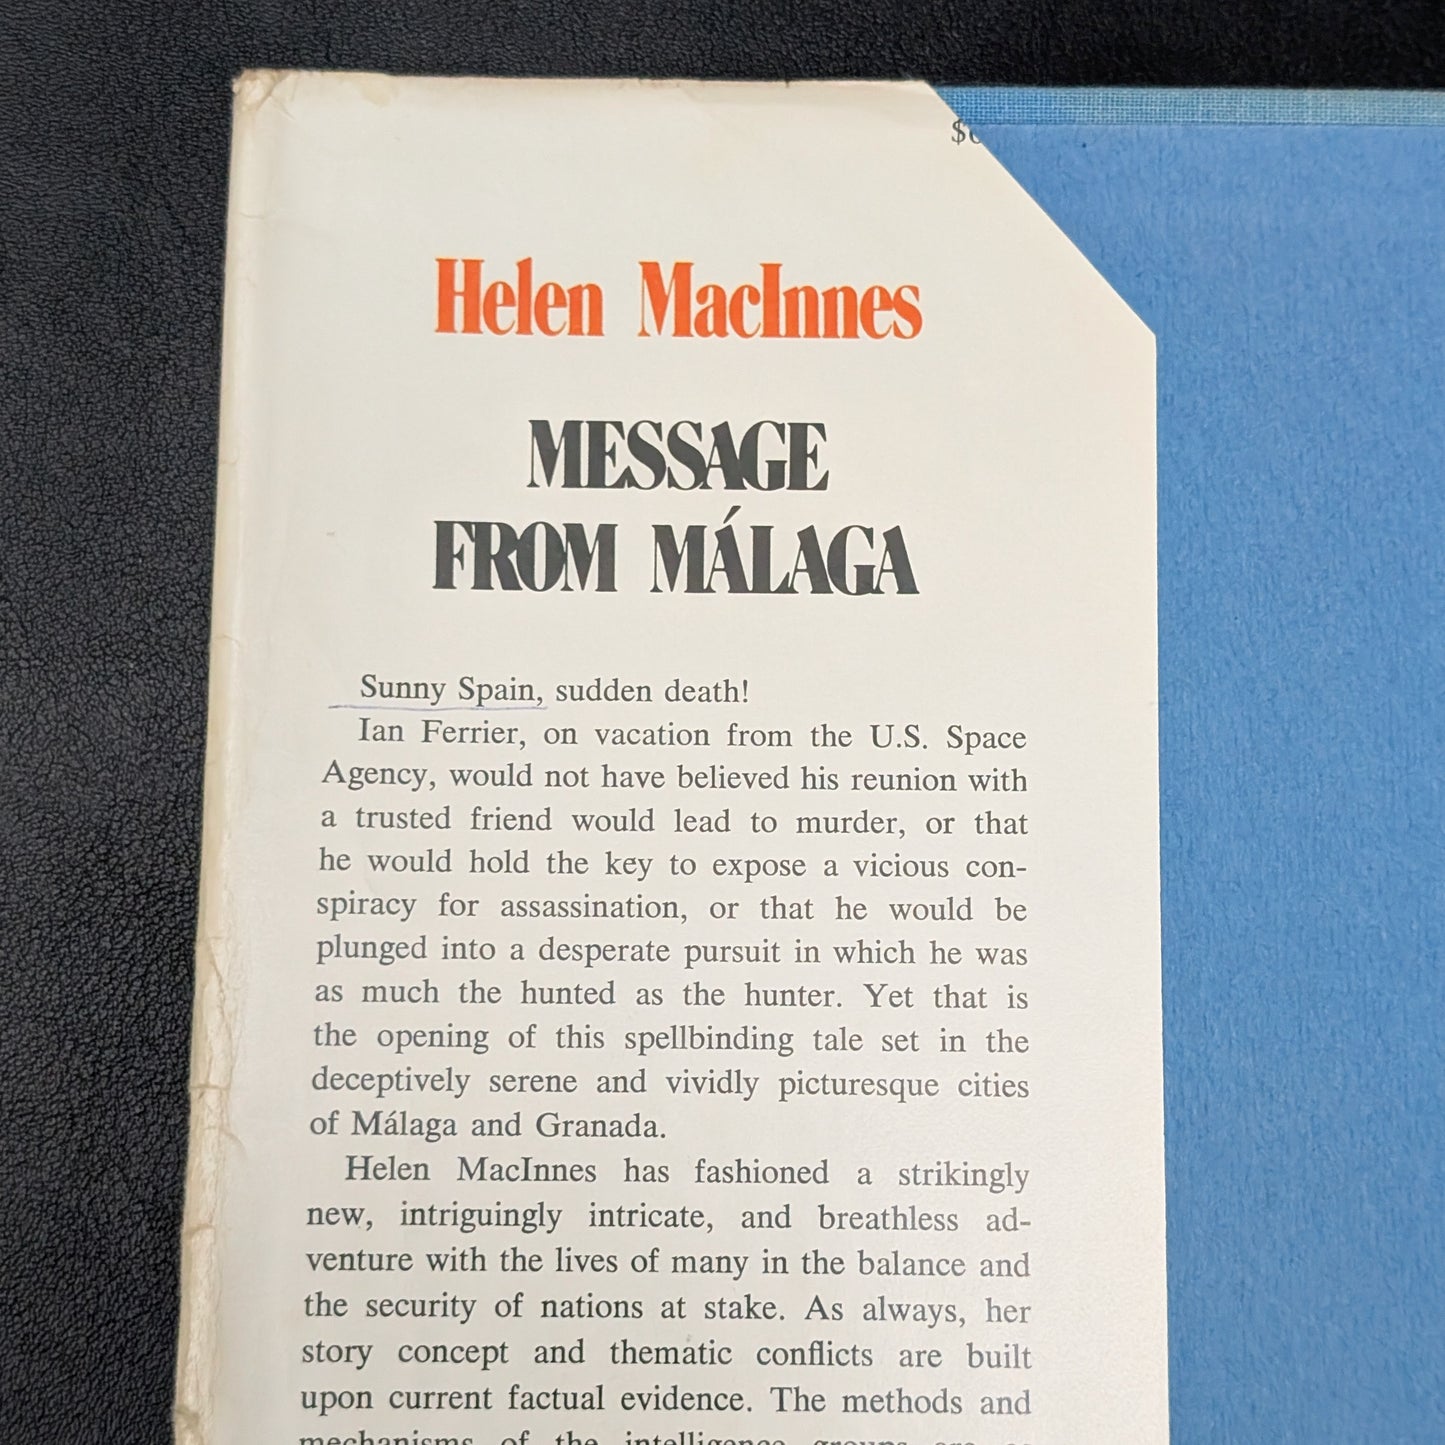 Helen MacInnes
MESSAGE
FROM MÁLAGA
Sunny Spain, sudden death!
Ian Ferrier, on vacation from the U.S. Space
Agency, would not have believed his reunion with
a trusted friend would lead to murder, or that
he would hold the key to expose a vicious con-
spiracy for assassination, or that he would be
plunged into a desperate pursuit in which he was
as much the hunted as the hunter. Yet that is
the opening of this spellbinding tale set in the
deceptively serene and vividly picturesque cities
of Málaga and Granada.
Helen MacInnes has fashioned a strikingly
new, intriguingly intricate, and breathless ad-
venture with the lives of many in the balance and
the security of nations at stake. As always, her
story concept and thematic conflicts are built
upon current factual evidence. The methods and
mechanisms of the intelligence groups are